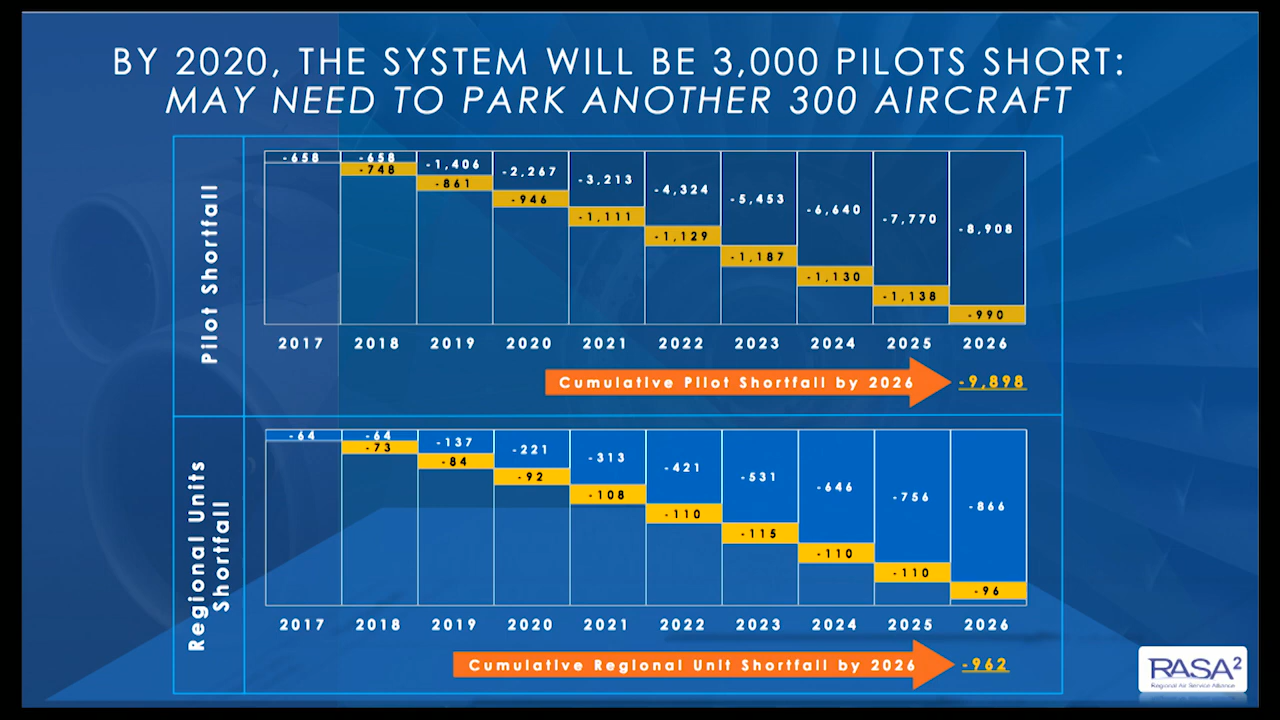 BY 2020, THE SYSTEM WILL BE 3,000 PILOTS SHORT:
MAY NEED TO PARK ANOTHER 300 AIRCRAFT
Pilot Shortfall
-658 -658 -1,406 -2,267 -3,213 -4,324 -5,453 -6,640 -7,770 -8,908
-748 -861 -946 -1,111 -1,129 -1,187 -1,130 -1,138 -990
2017 2018 2019 2020 2021 2022 2023 2024 2025 2026
Cumulative Pilot Shortfall by 2026 -9,898
Regional Units
Shortfall
-64 -64 -137 -221 -313 -421 -531 -646 -756 -866
-73 -84 -92 -108 -110 -115 -110 -110 -96
2017 2018 2019 2020 2021 2022 2023 2024 2025 2026
Cumulative Regional Unit Shortfall by 2026 -962
RASA2
Regional Air Service Alliance